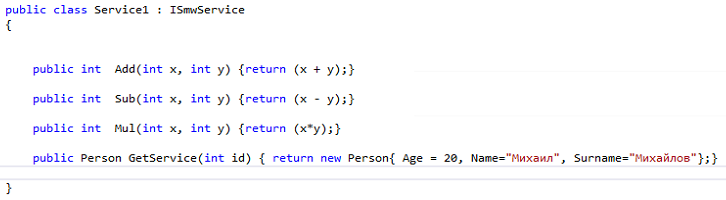 public class Service1 : ISmwService
{
public int  Add(int x, int y) {return (x + y);}
public int  Sub(int x, int y) {return (x - y);}
public int  Mul(int x, int y) {return (x*y);}
public Person GetService(int id) { return new Person{ Age = 20, Name="Михаил", Surname="Михайлов"};}
}